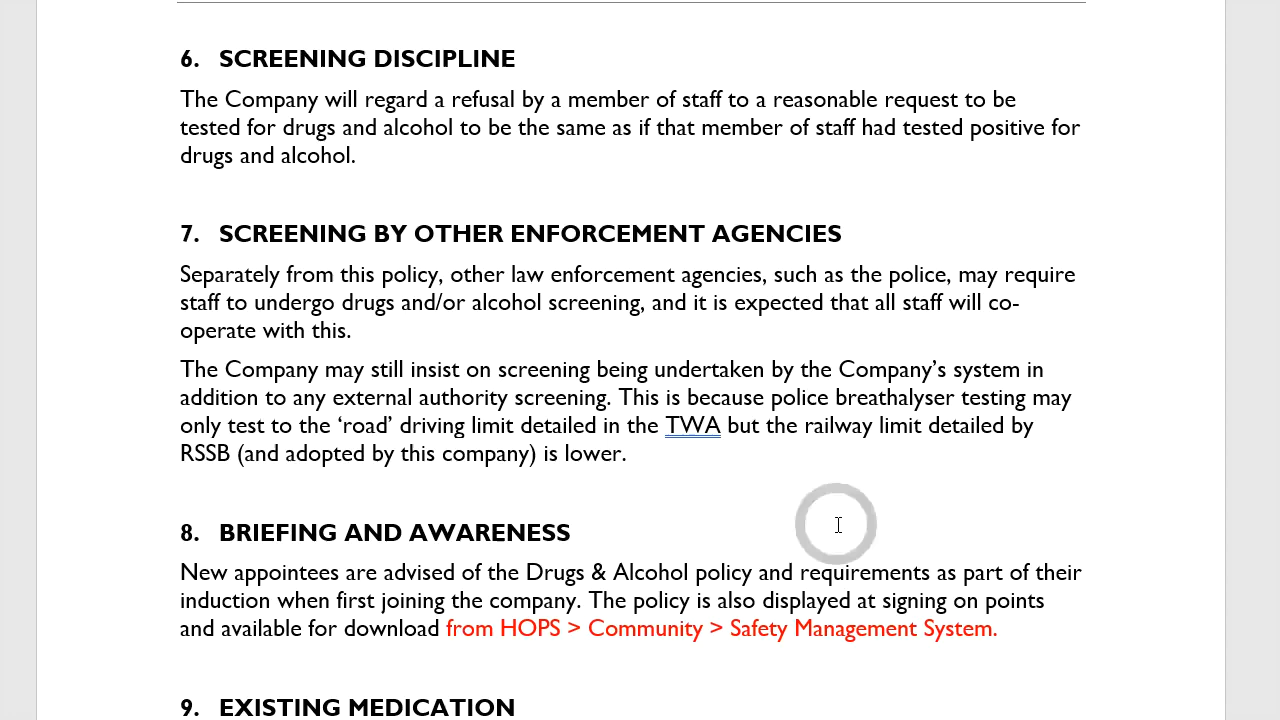 6. SCREENING DISCIPLINE
The Company will regard a refusal by a member of staff to a reasonable request to be
tested for drugs and alcohol to be the same as if that member of staff had tested positive for
drugs and alcohol.
7. SCREENING BY OTHER ENFORCEMENT AGENCIES
Separately from this policy, other law enforcement agencies, such as the police, may require
staff to undergo drugs and/or alcohol screening, and it is expected that all staff will co-
operate with this.
The Company may still insist on screening being undertaken by the Company’s system in
addition to any external authority screening. This is because police breathalyser testing may
only test to the ‘road’ driving limit detailed in the TWA but the railway limit detailed by
RSSB (and adopted by this company) is lower.
8. BRIEFING AND AWARENESS
New appointees are advised of the Drugs & Alcohol policy and requirements as part of their
induction when first joining the company. The policy is also displayed at signing on points
and available for download from HOPS > Community > Safety Management System.
9. EXISTING MEDICATION